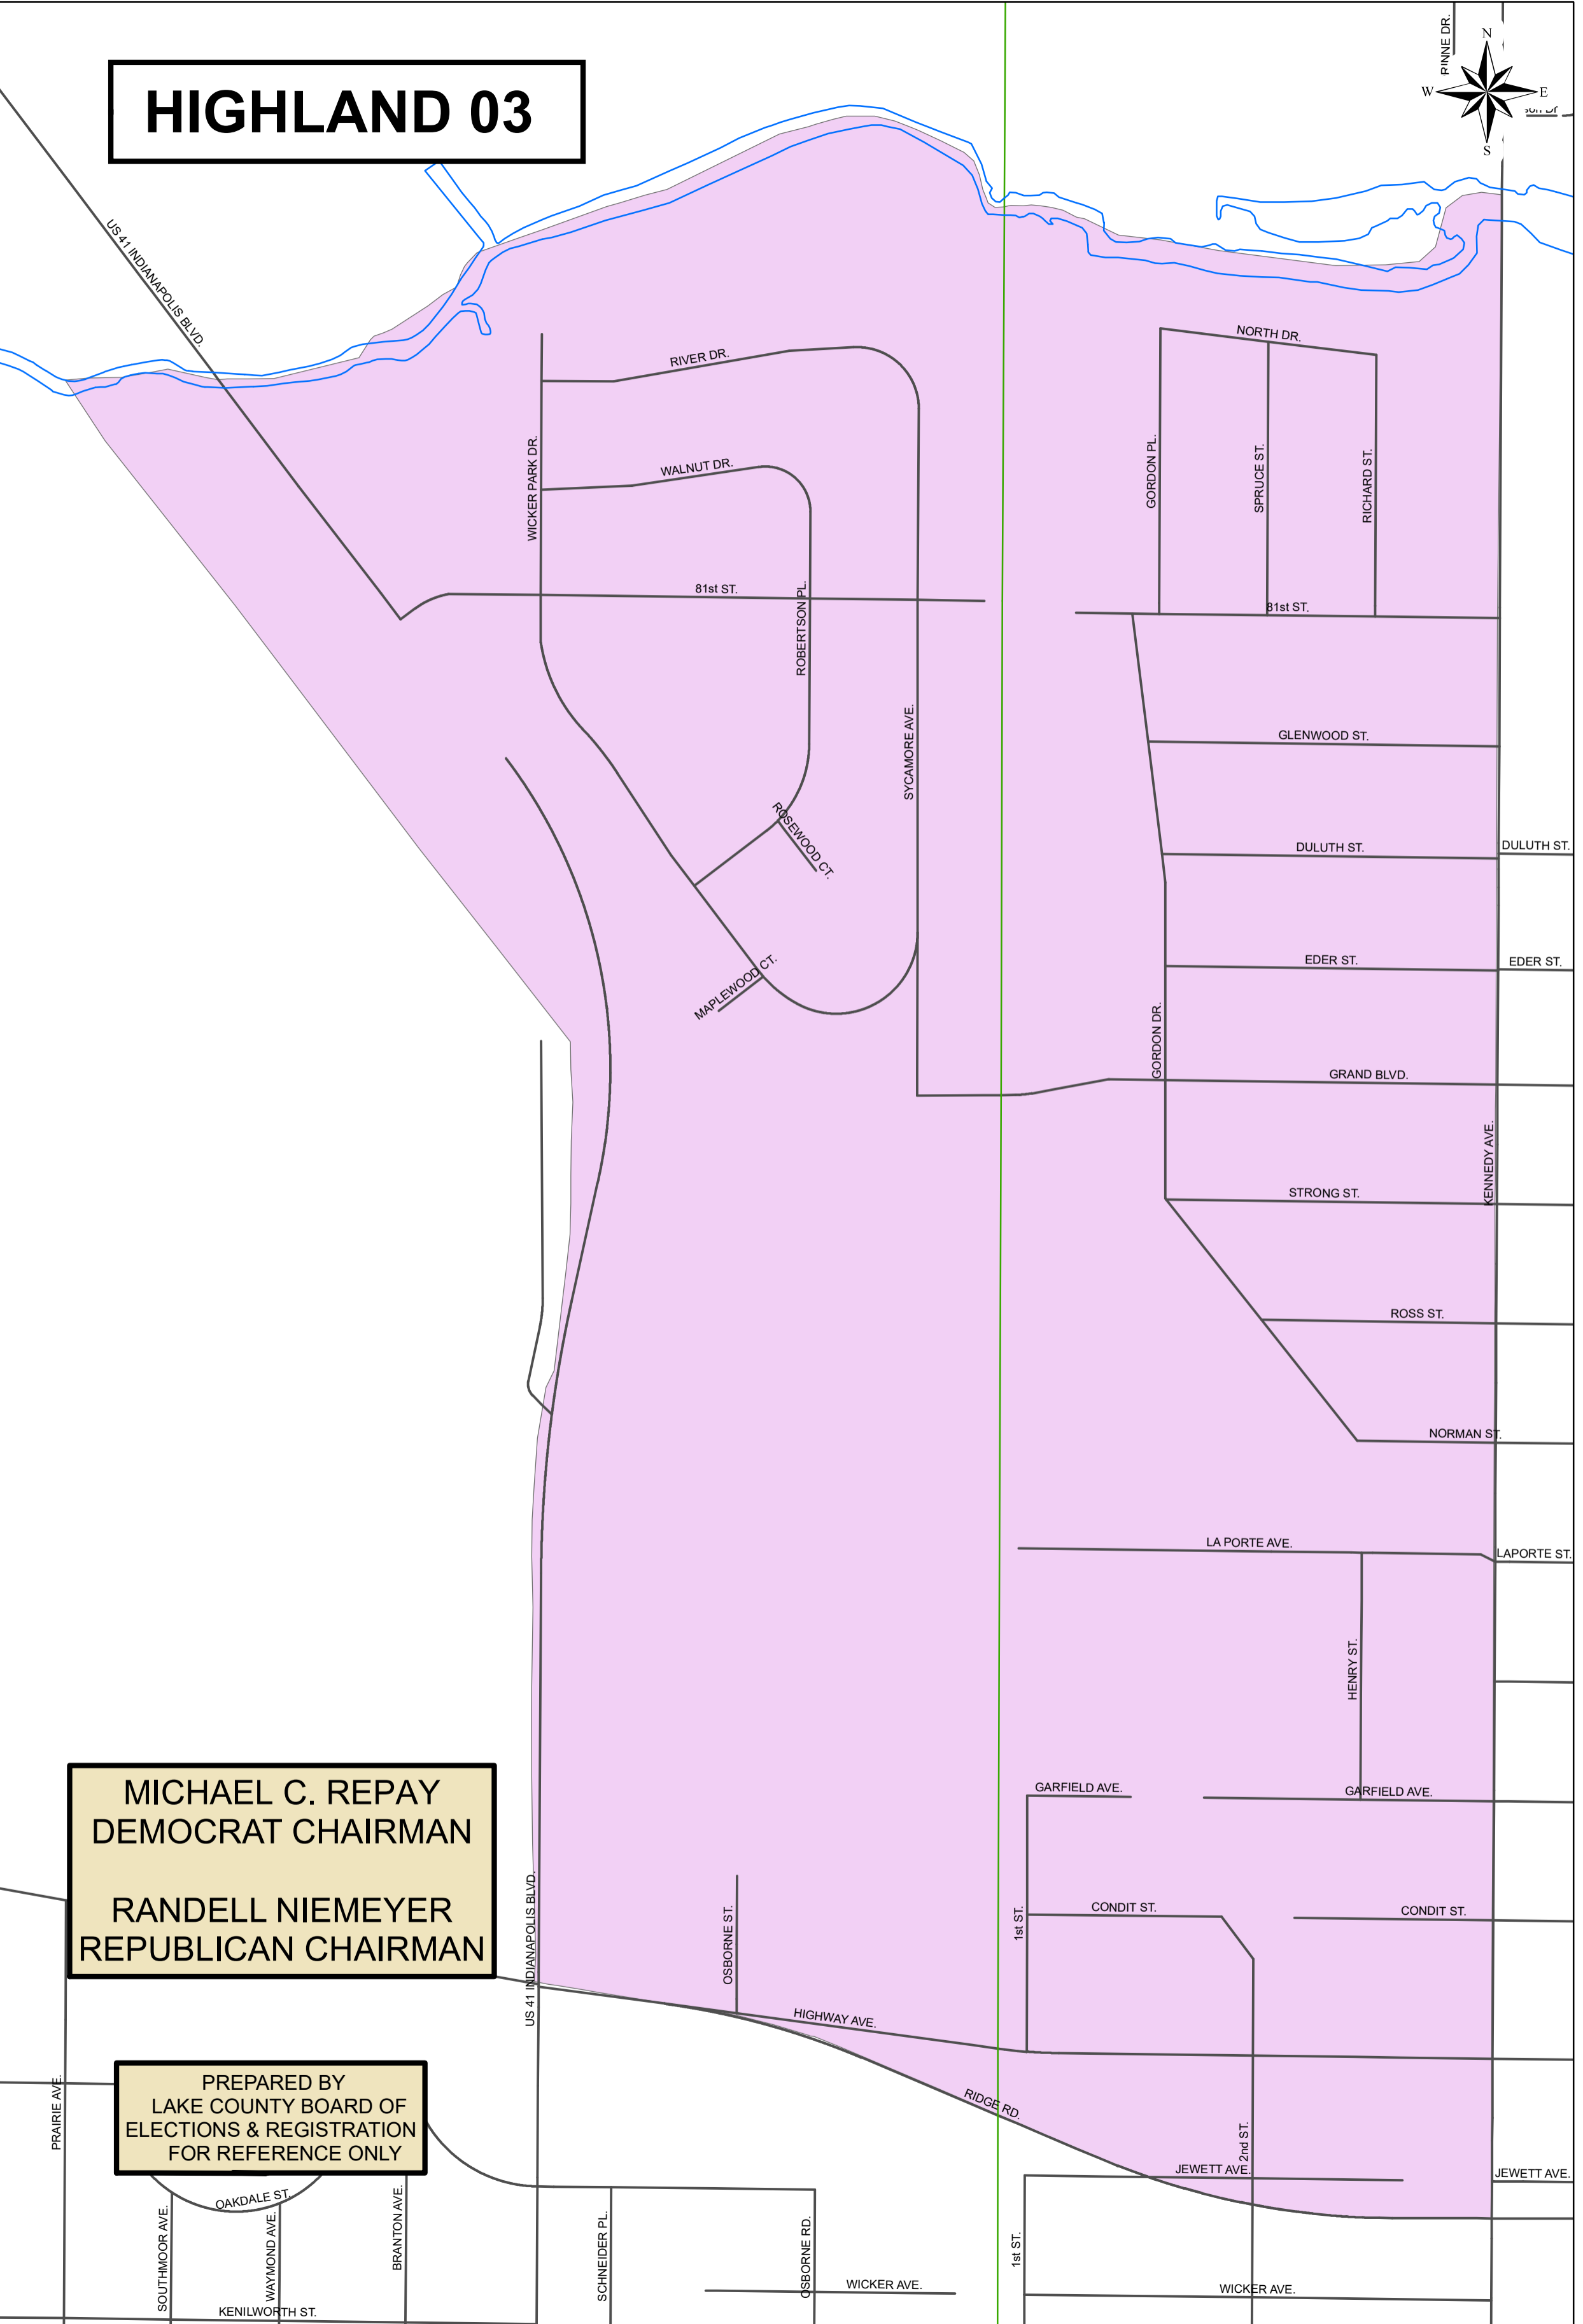 HIGHLAND 03
RINNE DR.
N
W
E
S
US 41 INDIANAPOLIS BLVD.
RIVER DR.
NORTH DR.
WICKER PARK DR.
WALNUT DR.
GORDON PL.
SPRUCE ST.
RICHARD ST.
81st ST.
ROBERTSON PL.
81st ST.
SYCAMORE AVE.
GLENWOOD ST.
ROSEWOOD CT.
DULUTH ST.
DULUTH ST.
MAPLEWOOD CT.
EDER ST.
EDER ST.
GORDON DR.
GRAND BLVD.
KENNEDY AVE.
STRONG ST.
ROSS ST.
NORMAN ST.
LA PORTE AVE.
LAPORTE ST.
HENRY ST.
GARFIELD AVE.
GARFIELD AVE.
MICHAEL C. REPAY
DEMOCRAT CHAIRMAN
RANDELL NIEMEYER
REPUBLICAN CHAIRMAN
US 41 INDIANAPOLIS BLVD.
OSBORNE ST.
1st ST.
CONDIT ST.
CONDIT ST.
HIGHWAY AVE.
PRAIRIE AVE.
PREPARED BY
LAKE COUNTY BOARD OF
ELECTIONS & REGISTRATION
FOR REFERENCE ONLY
RIDGE RD.
2nd ST.
JEWETT AVE.
JEWETT AVE.
OAKDALE ST.
SOUTHMOOR AVE.
WAYMOND AVE.
BRANTON AVE.
SCHNEIDER PL.
OSBORNE RD.
1st ST.
WICKER AVE.
WICKER AVE.
KENILWORTH ST.